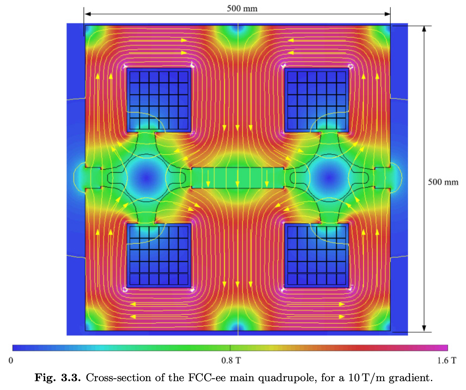 500 mm
500 mm
0
0.8 T
1.6 T
Fig. 3.3. Cross-section of the FCC-ee main quadrupole, for a 10 T/m gradient.